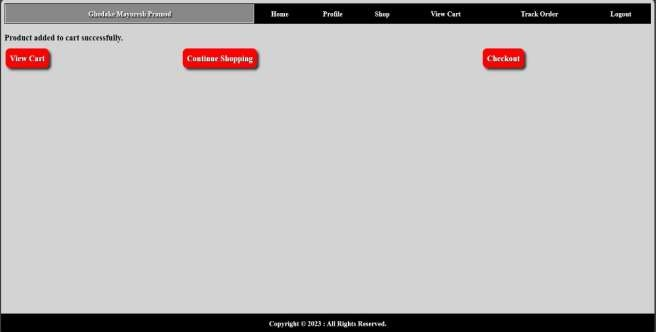 Ghodake Mayuresh Pramod Home Profile Shop View Cart Track Order Logout
Product added to cart successfully.
View Cart Continue Shopping Checkout
Copyright © 2023 : All Rights Reserved.